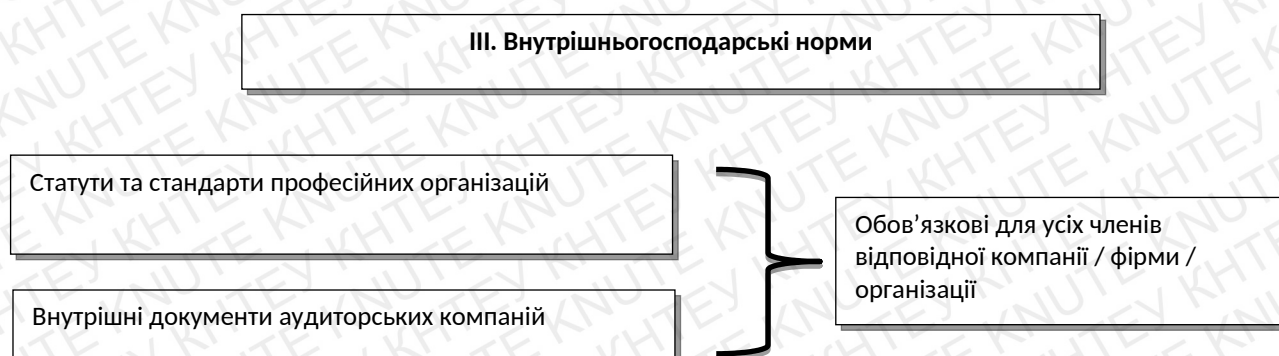 III. Внутрішньогосподарські норми
Статути та стандарти професійних організацій
Обов’язкові для усіх членів
відповідної компанії / фірми /
організації
Внутрішні документи аудиторських компаній